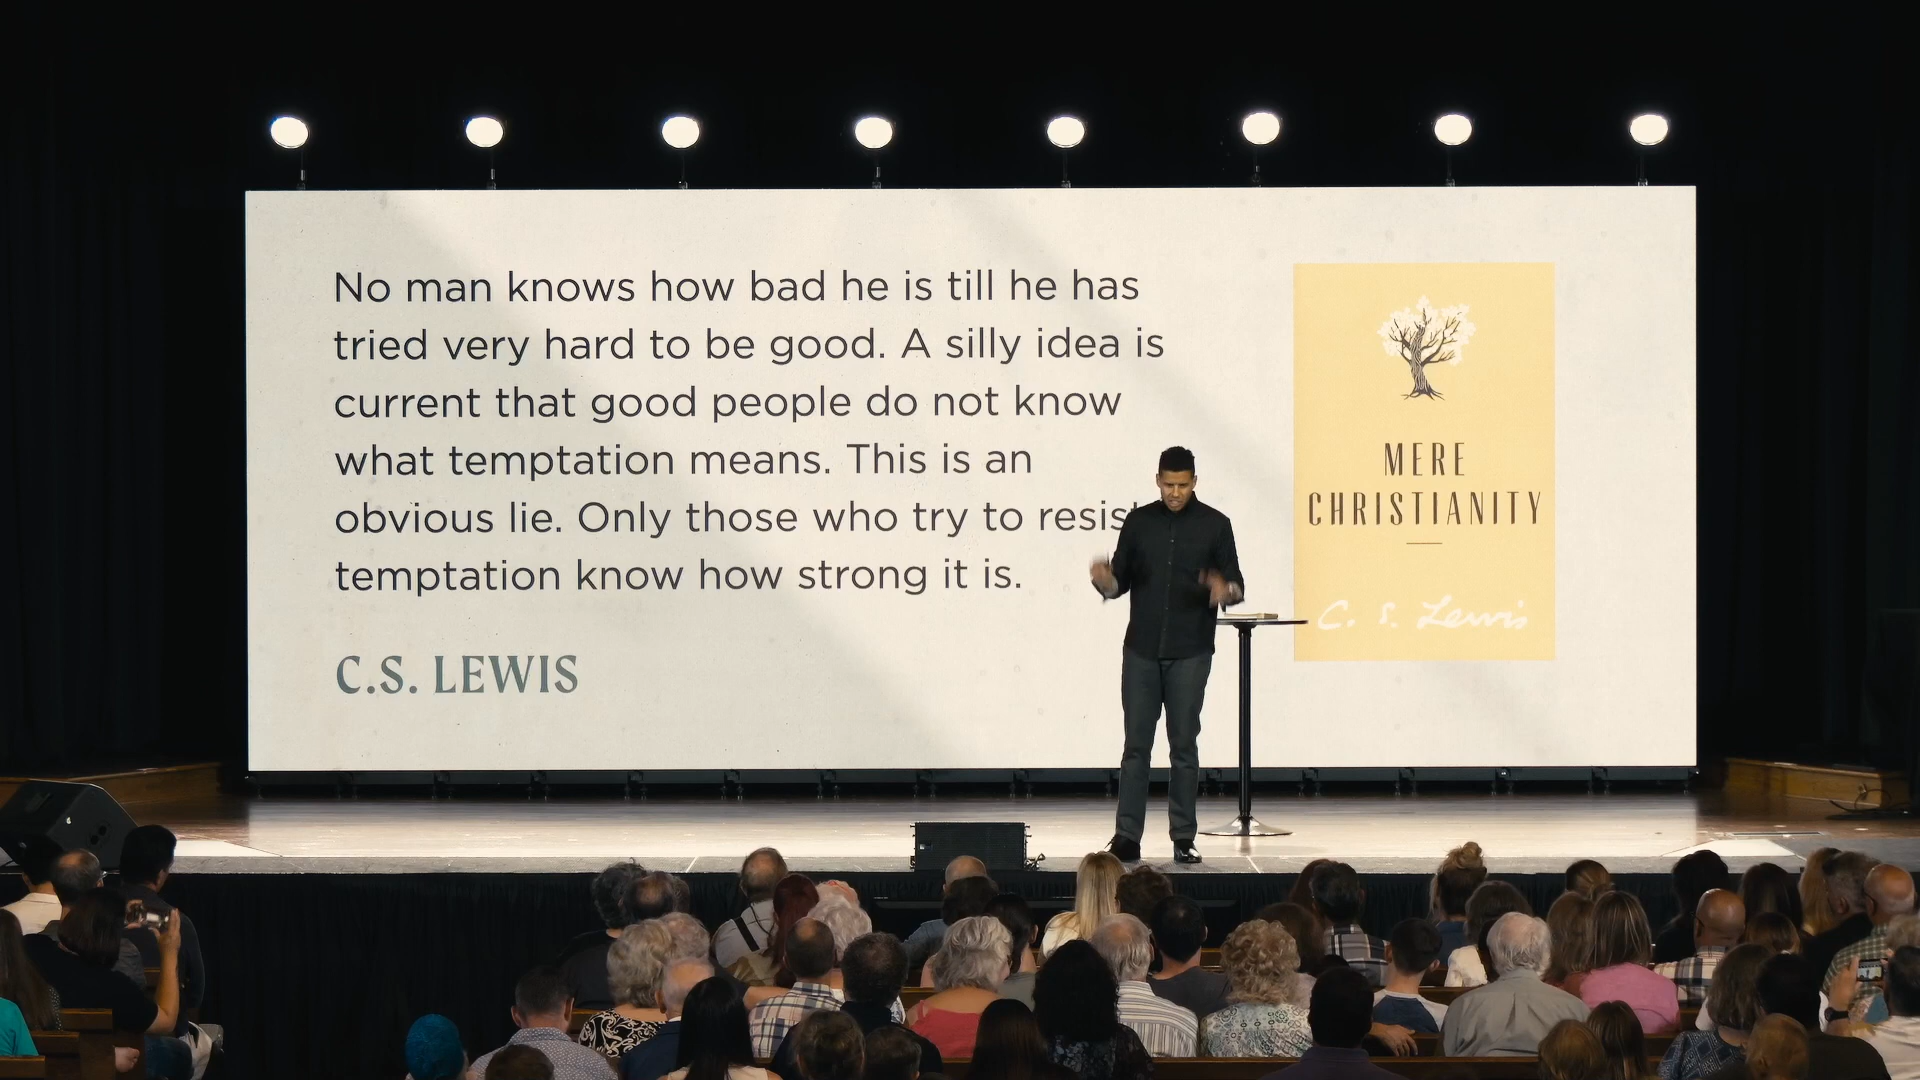 No man knows how bad he is till he has
tried very hard to be good. A silly idea is
current that good people do not know
what temptation means. This is an
obvious lie. Only those who try to resist
temptation know how strong it is.
C.S. LEWIS
MERE
CHRISTIANITY
C. S. Lewis